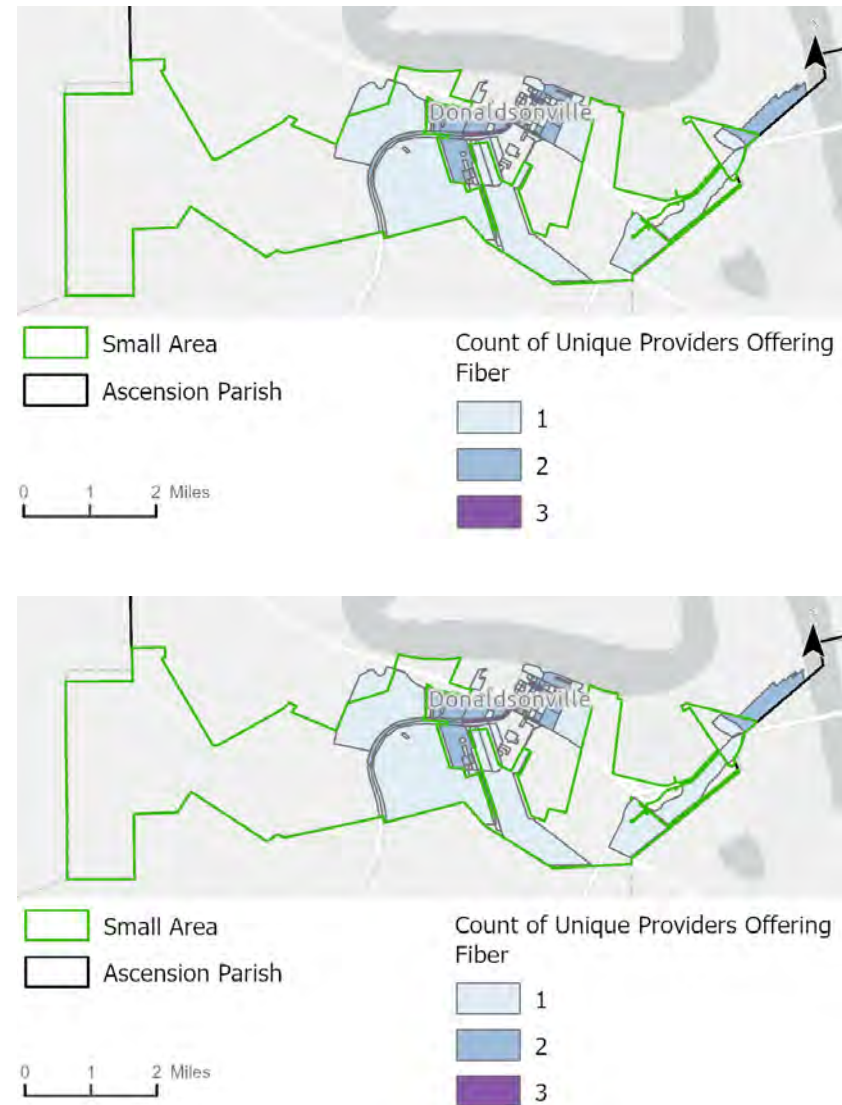 Donaldsonville
Small Area
Ascension Parish
0 1 2 Miles
Count of Unique Providers Offering
Fiber
1
2
3
Donaldsonville
Small Area
Ascension Parish
0 1 2 Miles
Count of Unique Providers Offering
Fiber
1
2
3